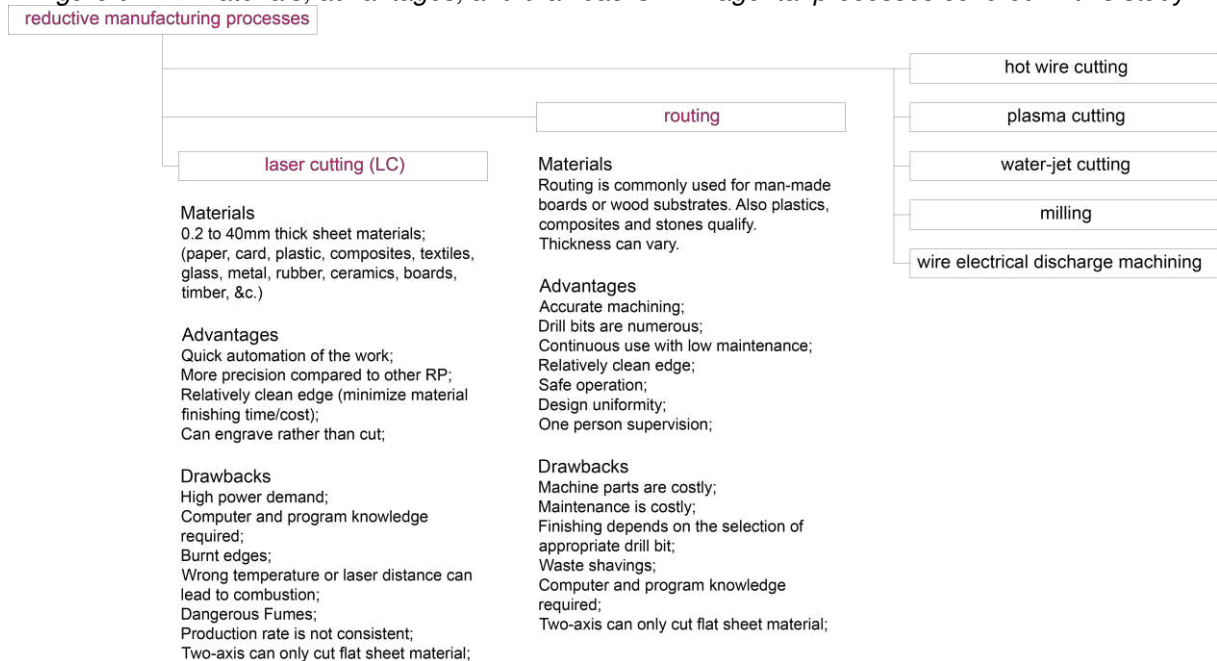 reductive manufacturing processes
hot wire cutting
plasma cutting
water-jet cutting
milling
wire electrical discharge machining
routing
Materials
Routing is commonly used for man-made
boards or wood substrates. Also plastics,
composites and stones qualify.
Thickness can vary.
Advantages
Accurate machining;
Drill bits are numerous;
Continuous use with low maintenance;
Relatively clean edge;
Safe operation;
Design uniformity;
One person supervision;
Drawbacks
Machine parts are costly;
Maintenance is costly;
Finishing depends on the selection of
appropriate drill bit;
Waste shavings;
Computer and program knowledge
required;
Two-axis can only cut flat sheet material;
laser cutting (LC)
Materials
0.2 to 40mm thick sheet materials;
(paper, card, plastic, composites, textiles,
glass, metal, rubber, ceramics, boards,
timber, &c.)
Advantages
Quick automation of the work;
More precision compared to other RP;
Relatively clean edge (minimize material
finishing time/cost);
Can engrave rather than cut;
Drawbacks
High power demand;
Computer and program knowledge
required;
Burnt edges;
Wrong temperature or laser distance can
lead to combustion;
Dangerous Fumes;
Production rate is not consistent;
Two-axis can only cut flat sheet material;